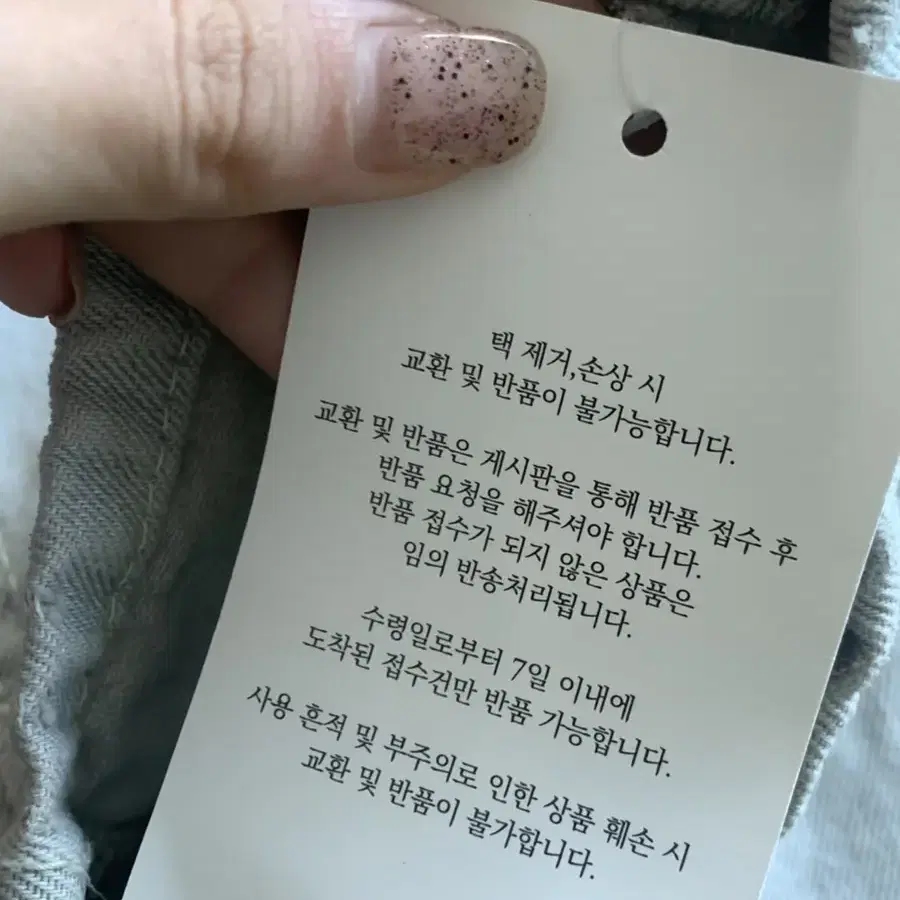 택 제거,손상 시
교환 및 반품이 불가능합니다.
교환 및 반품은 게시판을 통해 반품 접수 후
반품 요청을 해주셔야 합니다.
반품 접수가 되지 않은 상품은
임의 반송처리됩니다.
수령일로부터 7일 이내에
도착된 접수건만 반품 가능합니다.
사용 흔적 및 부주의로 인한 상품 훼손 시
교환 및 반품이 불가합니다.